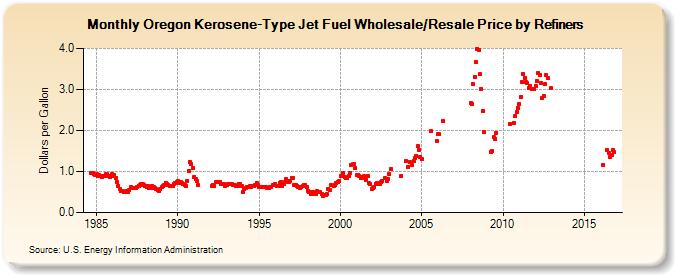 Monthly Oregon Kerosene-Type Jet Fuel Wholesale/Resale Price by Refiners
Dollars per Gallon
4.0
3.0
2.0
1.0
0.0
1985 1990 1995 2000 2005 2010 2015
Source: U.S. Energy Information Administration